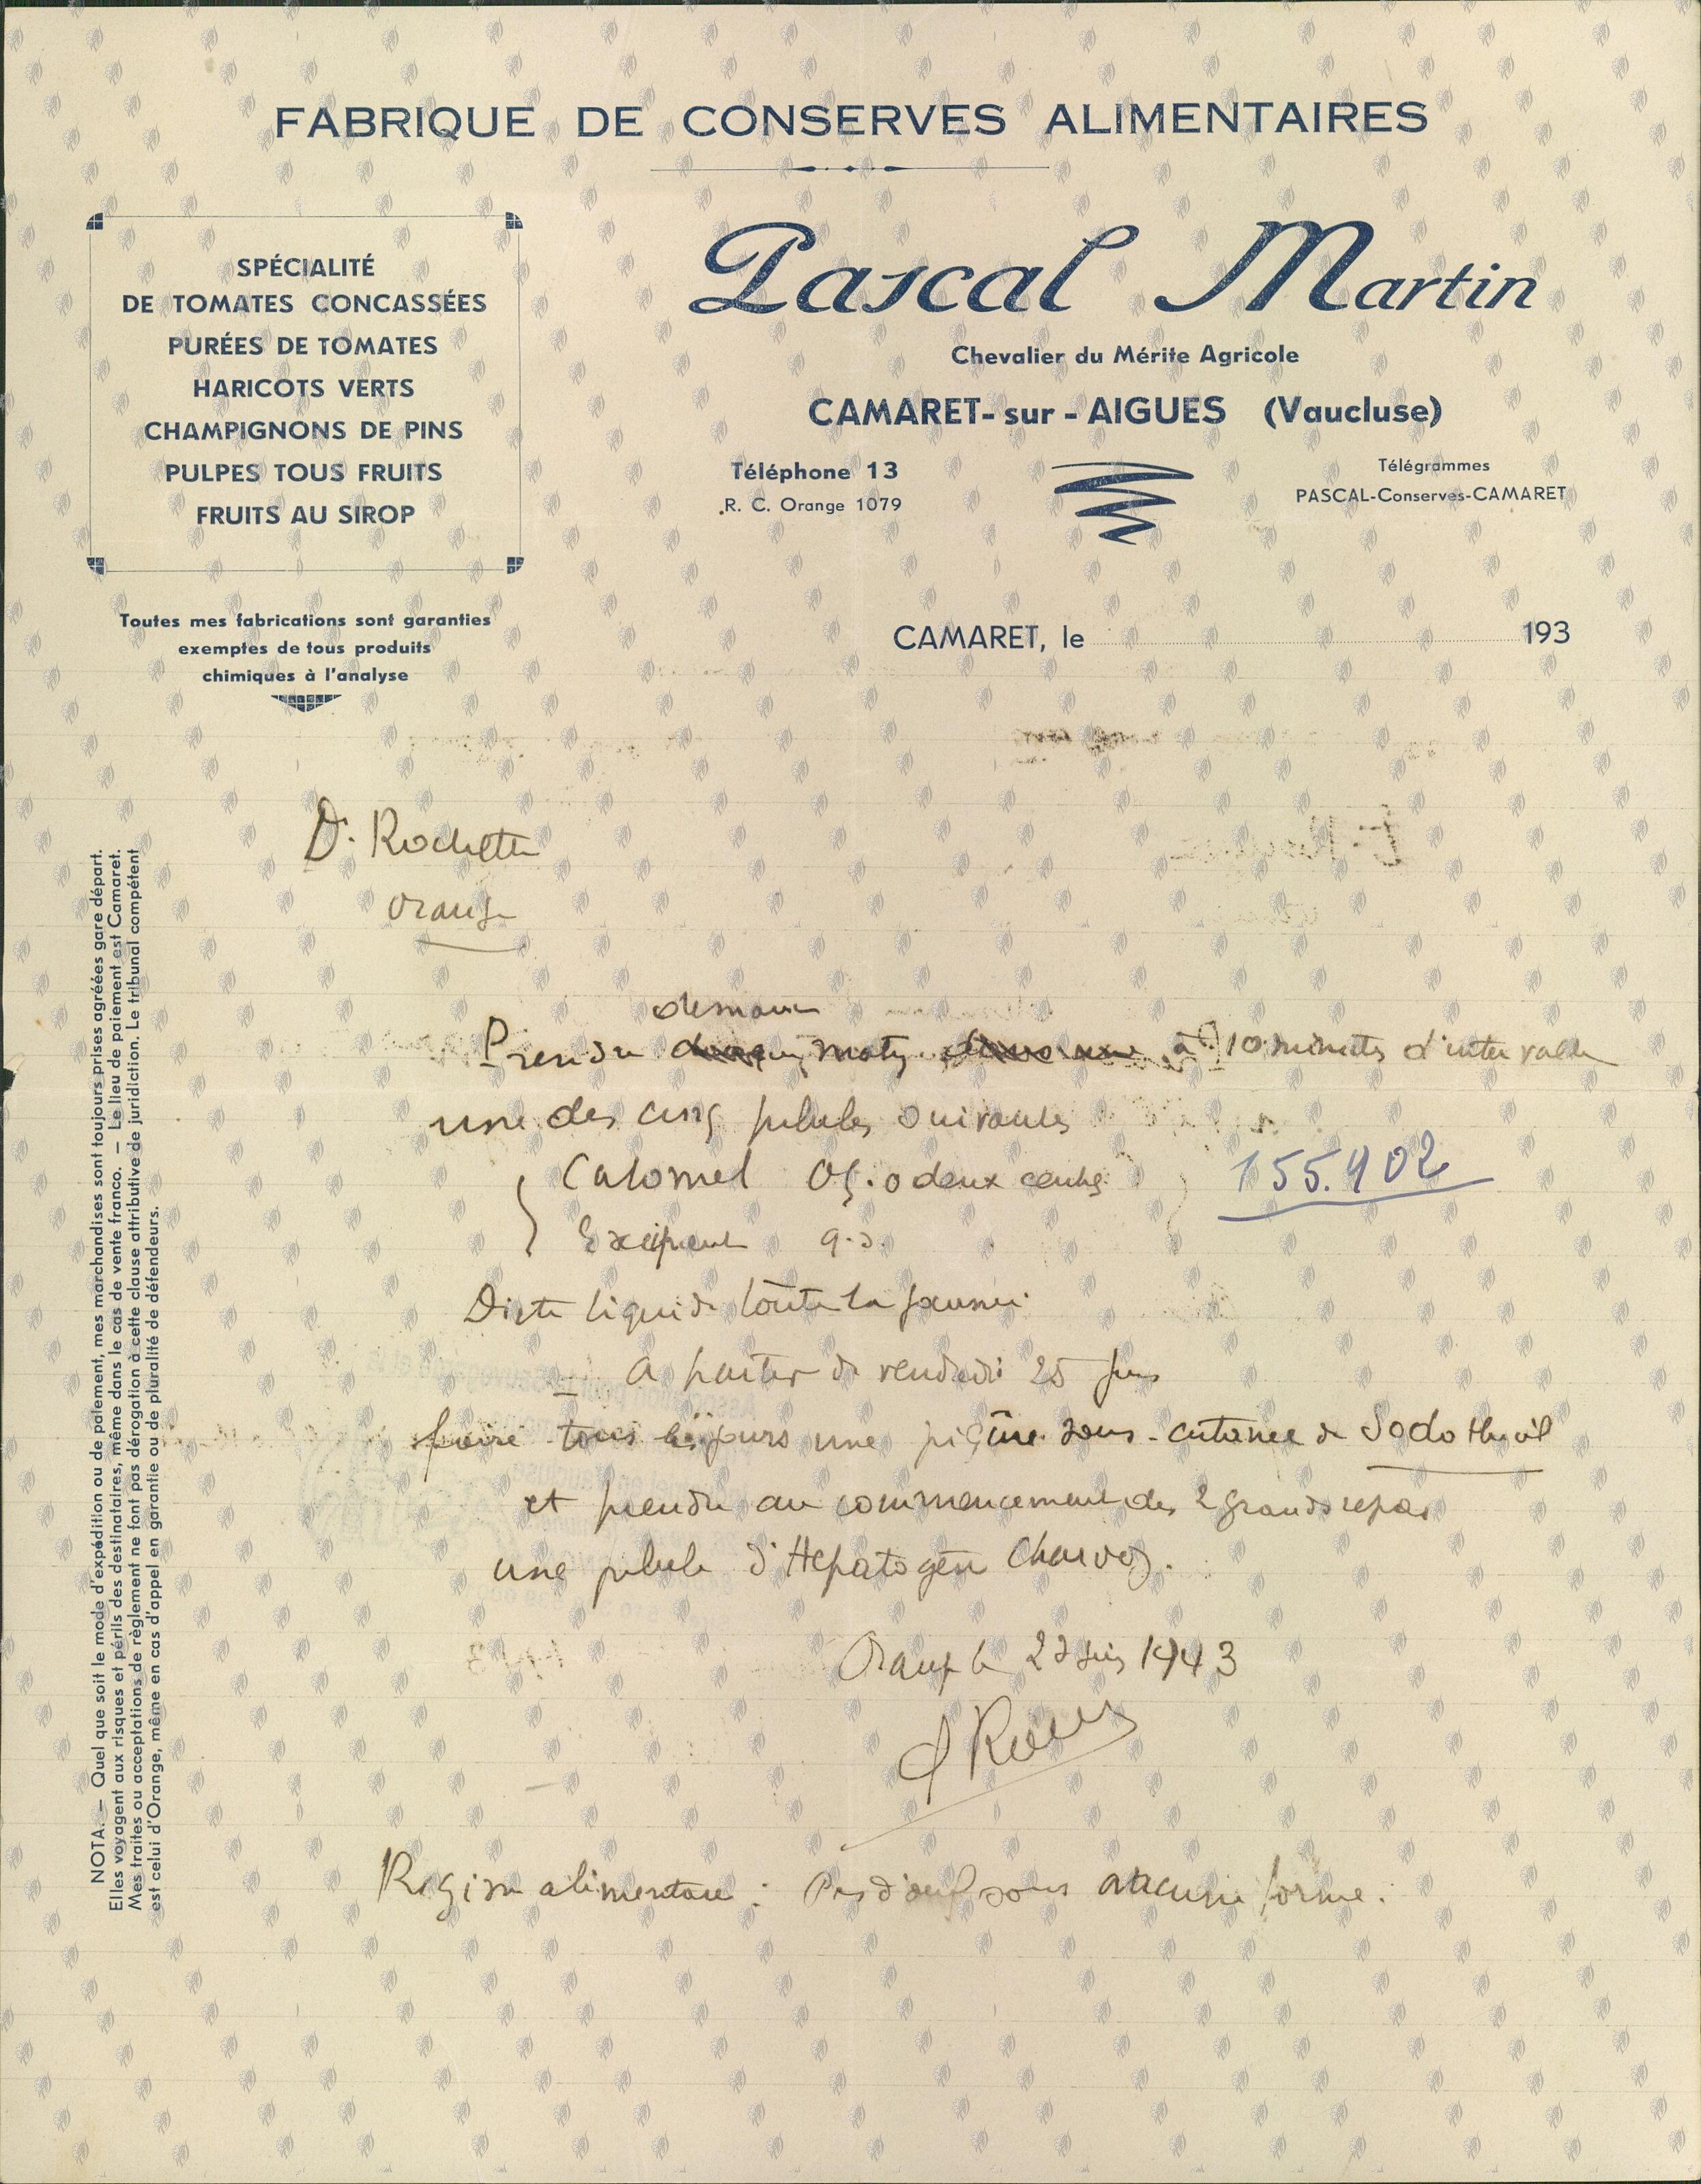 FABRIQUE DE CONSERVES ALIMENTAIRES
SPÉCIALITÉ
DE TOMATES CONCASSÉES
PURÉES DE TOMATES
HARICOTS VERTS
CHAMPIGNONS DE PINS
PULPES TOUS FRUITS
FRUITS AU SIROP
Toutes mes fabrications sont garanties
exemptes de tous produits
chimiques à l'analyse
Pascal Martin
Chevalier du Mérite Agricole
CAMARET-sur-AIGUES (Vaucluse)
Téléphone 13
R. C. Orange 1079
Télégrammes
PASCAL-Conserves-CAMARET
CAMARET, le 193
NOTA. — Quel que soit le mode d'expédition ou de paiement, mes marchandises sont toujours prises agréées gare départ.
Elles voyagent aux risques et périls des destinataires, même dans le cas de vente franco. — Le lieu de paiement est Camaret.
Mes traites ou acceptations de règlement ne font pas dérogation à cette clause attributive de juridiction. Le tribunal compétent
est celui d'Orange, même en cas d'appel en garantie ou de pluralité de défendeurs.
Dr Rochette
Orange
demain
Prendre matin à 10 minutes d'intervalle
une des cinq pilules suivantes
Calomel 0g.0 deux centig
Excipient q.s.
155.902
Diète liquide toute la journée
A partir de vendredi 25 juin
faire tous les jours une piqûre sous-cutanée de Sodothiol
et prendre au commencement des 2 grands repas
une pilule d'Hepatogène Charvoz.
Orange le 23 juin 1943
Régime alimentaire : Pas d'œuf sous aucune forme.